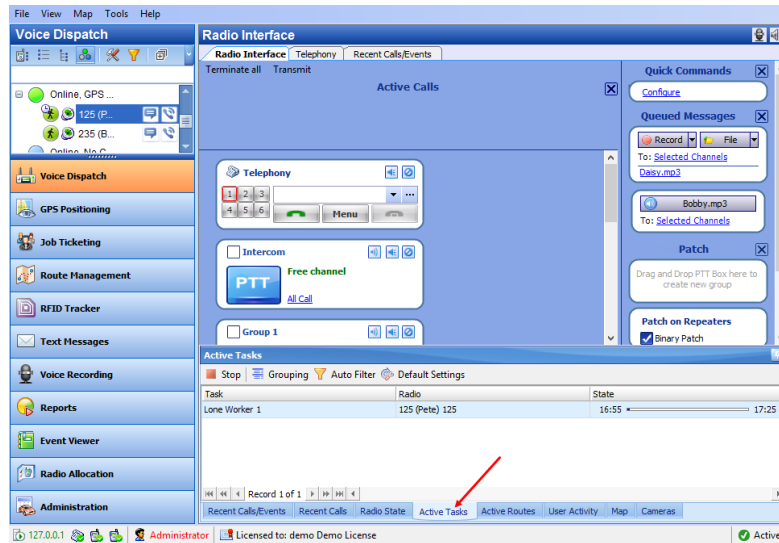 File View Map Tools Help
Voice Dispatch
Radio Interface
Radio Interface Telephony Recent Calls/Events
Terminate all Transmit
Active Calls
Online, GPS ...
125 (P...
235 (B...
Online, No C
Voice Dispatch
GPS Positioning
Job Ticketing
Route Management
RFID Tracker
Text Messages
Voice Recording
Reports
Event Viewer
Radio Allocation
Administration
Telephony
1 2 3
4 5 6 Menu
Intercom
PTT
Free channel
All Call
Group 1
Quick Commands
Configure
Queued Messages
Record File
To: Selected Channels
Daisy.mp3
Bobby.mp3
To: Selected Channels
Patch
Drag and Drop PTT Box here to
create new group
Patch on Repeaters
Binary Patch
Active Tasks
Stop Grouping Auto Filter Default Settings
Task Radio State
Lone Worker 1 125 (Pete) 125 16:55 17:25
Record 1 of 1
Recent Calls/Events Recent Calls Radio State Active Tasks Active Routes User Activity Map Cameras
127.0.0.1 Administrator Licensed to: demo Demo License Active